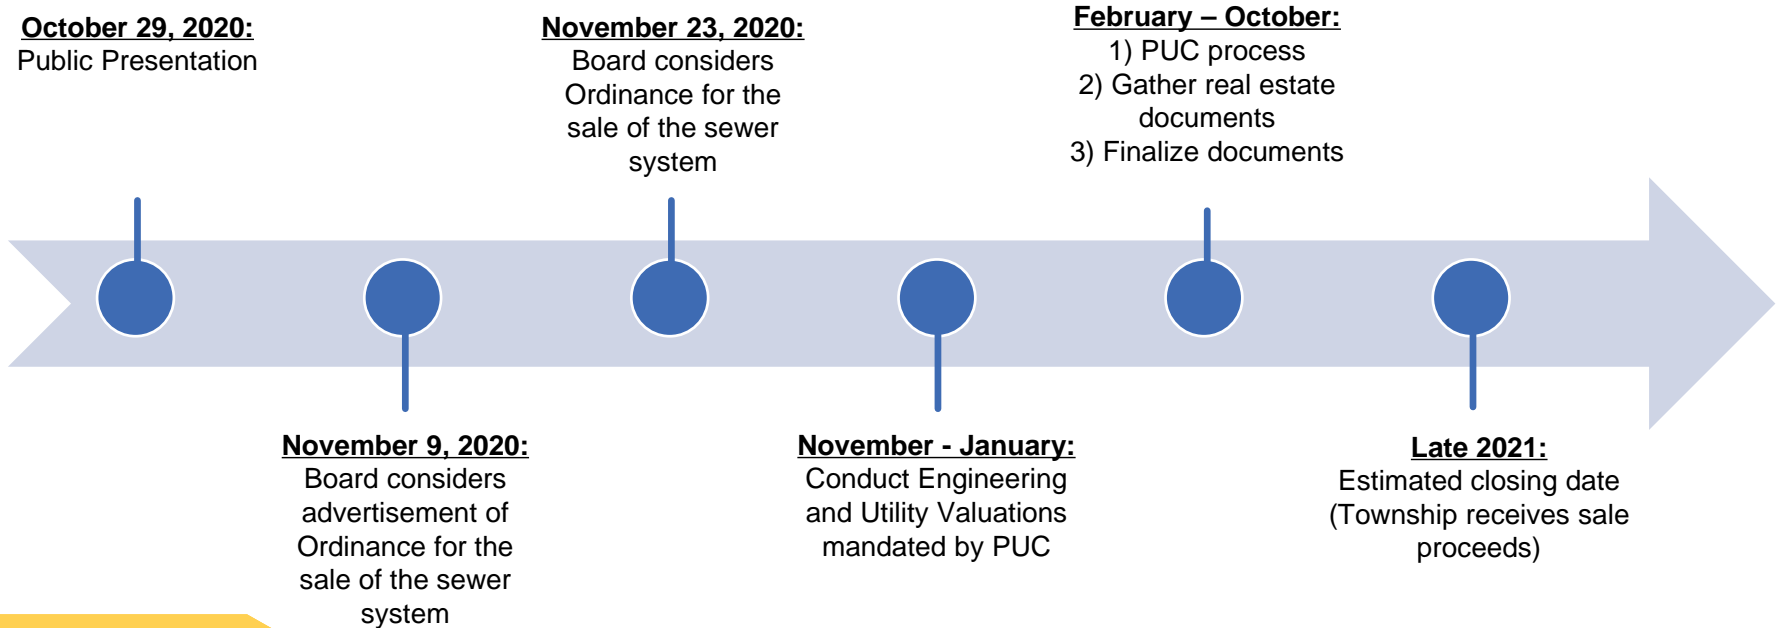 October 29, 2020:
Public Presentation
November 9, 2020:
Board considers
advertisement of
Ordinance for the
sale of the sewer
system
November 23, 2020:
Board considers
Ordinance for the
sale of the sewer
system
November - January:
Conduct Engineering
and Utility Valuations
mandated by PUC
February – October:
1) PUC process
2) Gather real estate
documents
3) Finalize documents
Late 2021:
Estimated closing date
(Township receives sale
proceeds)